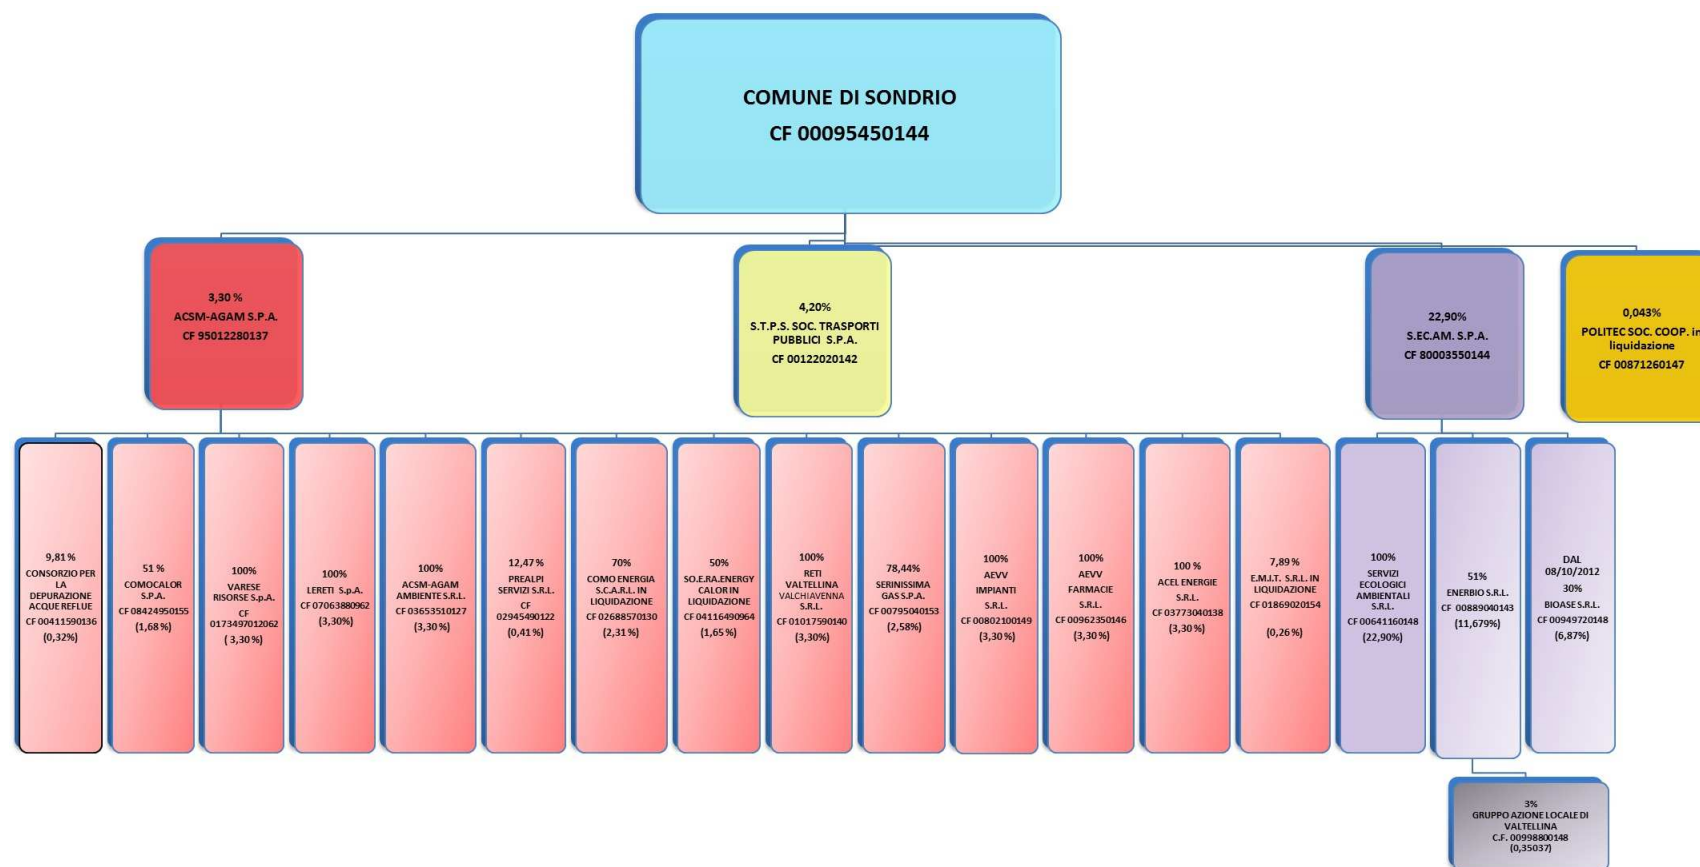 COMUNE DI SONDRIO
CF 00095450144
3,30 %
ACSM-AGAM S.P.A.
CF 95012280137
4,20%
S.T.P.S. SOC. TRASPORTI
PUBBLICI S.P.A.
CF 00122020142
22,90%
S.EC.AM. S.P.A.
CF 80003550144
0,043%
POLITEC SOC. COOP. in
liquidazione
CF 00871260147
9,81 %
CONSORZIO PER
LA
DEPURAZIONE
ACQUE REFLUE
CF 00411590136
(0,32%)
51 %
COMOCALOR
S.P.A.
CF 08424950155
(1,68 %)
100%
VARESE
RISORSE S.p.A.
CF
0173497012062
( 3,30 %)
100%
LERETI S.p.A.
CF 07063880962
(3,30%)
100%
ACSM-AGAM
AMBIENTE S.R.L.
CF 03653510127
(3,30 %)
12,47 %
PREALPI
SERVIZI S.R.L.
CF
02945490122
(0,41 %)
70%
COMO ENERGIA
S.C.A.R.L. IN
LIQUIDAZIONE
CF 02688570130
(2,31 %)
50%
SO.E.RA.ENERGY
CALOR IN
LIQUIDAZIONE
CF 04116490964
(1,65 %)
100%
RETI
VALTELLINA
VALCHIAVENNA
S.R.L.
CF 01017590140
(3,30%)
78,44%
SERINISSIMA
GAS S.P.A.
CF 00795040153
(2,58%)
100%
AEVV
IMPIANTI
S.R.L.
CF 00802100149
(3,30 %)
100%
AEVV
FARMACIE
S.R.L.
CF 00962350146
(3,30 %)
100 %
ACEL ENERGIE
S.R.L.
CF 03773040138
(3,30 %)
7,89 %
E.M.I.T. S.R.L. IN
LIQUIDAZIONE
CF 01869020154
(0,26 %)
100%
SERVIZI
ECOLOGICI
AMBIENTALI
S.R.L.
CF 00641160148
(22,90%)
51%
ENERBIO S.R.L.
CF 00889040143
(11,679%)
DAL
08/10/2012
30%
BIOASE S.R.L.
CF 00949720148
(6,87%)
3%
GRUPPO AZIONE LOCALE DI
VALTELLINA
C.F. 00998800148
(0,35037)